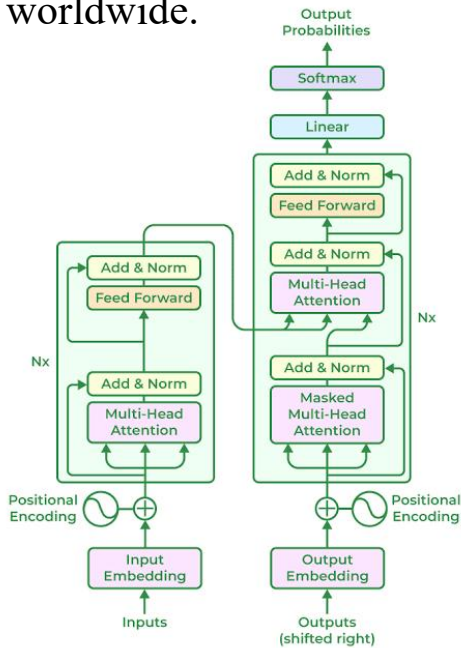 worldwide.
Output
Probabilities
Softmax
Linear
Add & Norm
Feed Forward
Add & Norm
Multi-Head
Attention
Nx
Add & Norm
Masked
Multi-Head
Attention
Positional
Encoding
Output
Embedding
Outputs
(shifted right)
Add & Norm
Feed Forward
Nx
Add & Norm
Multi-Head
Attention
Positional
Encoding
Input
Embedding
Inputs